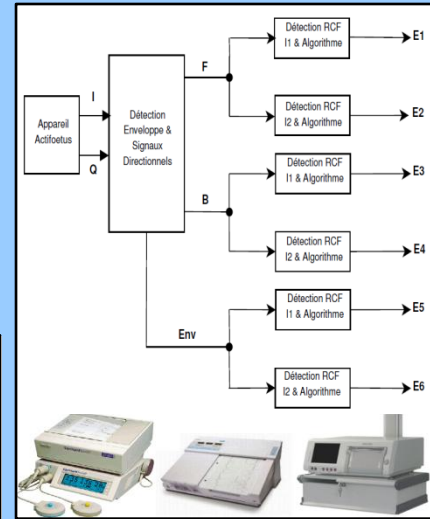 Appareil
Actifoetus
I
Q
Détection
Enveloppe &
Signaux
Directionnels
F
B
Env
Détection RCF
I1 & Algorithme
E1
Détection RCF
I2 & Algorithme
E2
Détection RCF
I1 & Algorithme
E3
Détection RCF
I2 & Algorithme
E4
Détection RCF
I1 & Algorithme
E5
Détection RCF
I2 & Algorithme
E6